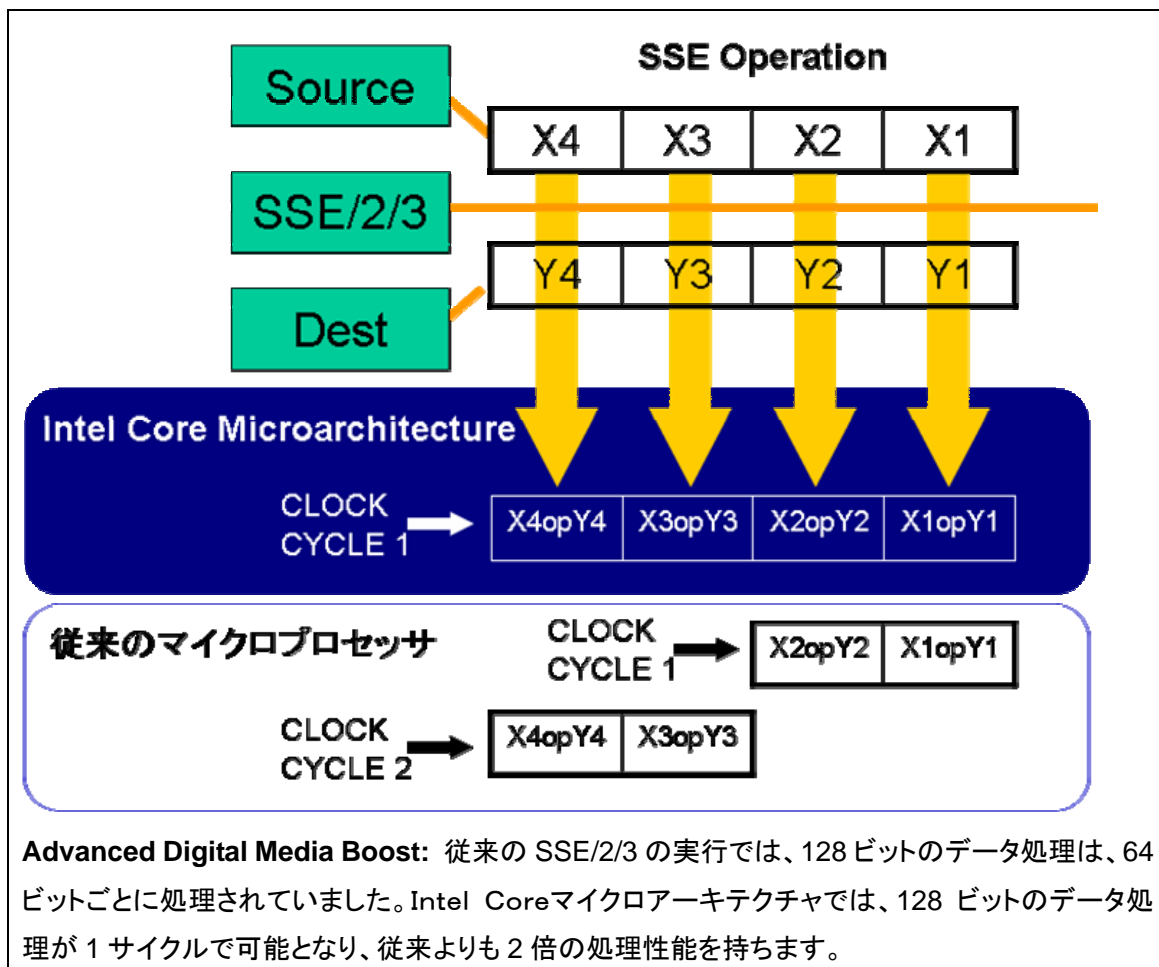 SSE Operation
Source
X4 X3 X2 X1
SSE/2/3
Y4 Y3 Y2 Y1
Dest
Intel Core Microarchitecture
CLOCK
CYCLE 1
X4opY4 X3opY3 X2opY2 X1opY1
従来のマイクロプロセッサ
CLOCK
CYCLE 1
X2opY2 X1opY1
CLOCK
CYCLE 2
X4opY4 X3opY3
Advanced Digital Media Boost: 従来の SSE/2/3 の実行では、128 ビットのデータ処理は、64
ビットごとに処理されていました。Intel Coreマイクロアーキテクチャでは、128 ビットのデータ処
理が 1 サイクルで可能となり、従来よりも 2 倍の処理性能を持ちます。